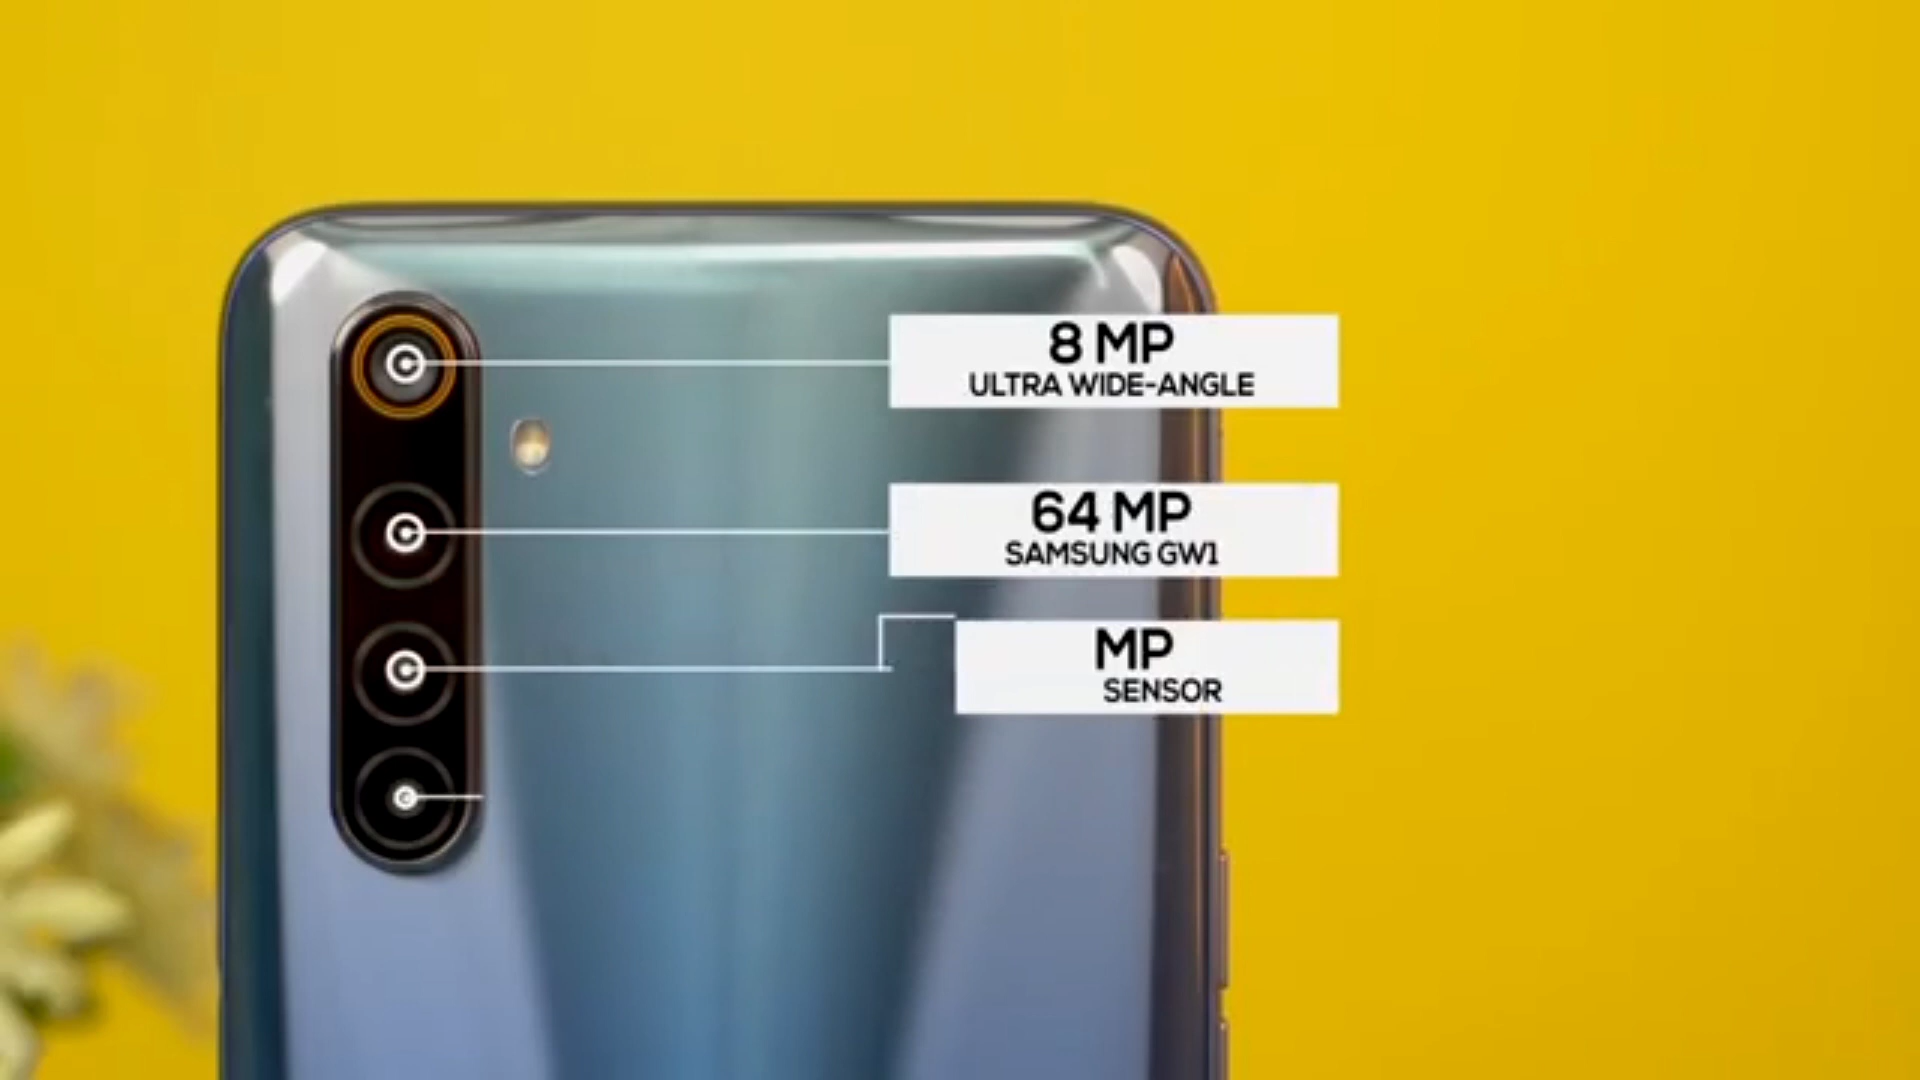 8 MP
ULTRA WIDE-ANGLE
64 MP
SAMSUNG GW1
MP
SENSOR